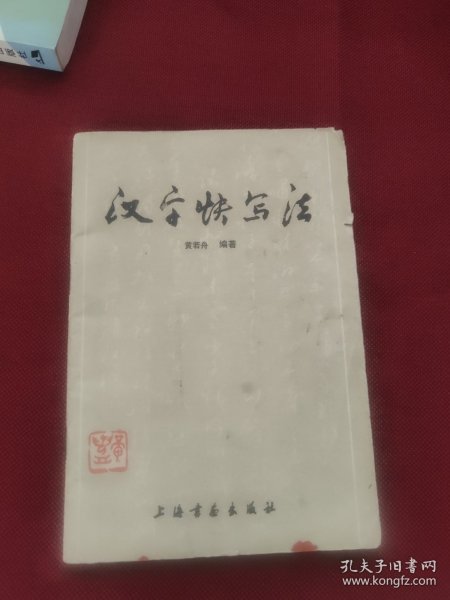 汉字快写法
黄若舟 编著
上海书画出版社
孔夫子旧书网
www.kongfz.com